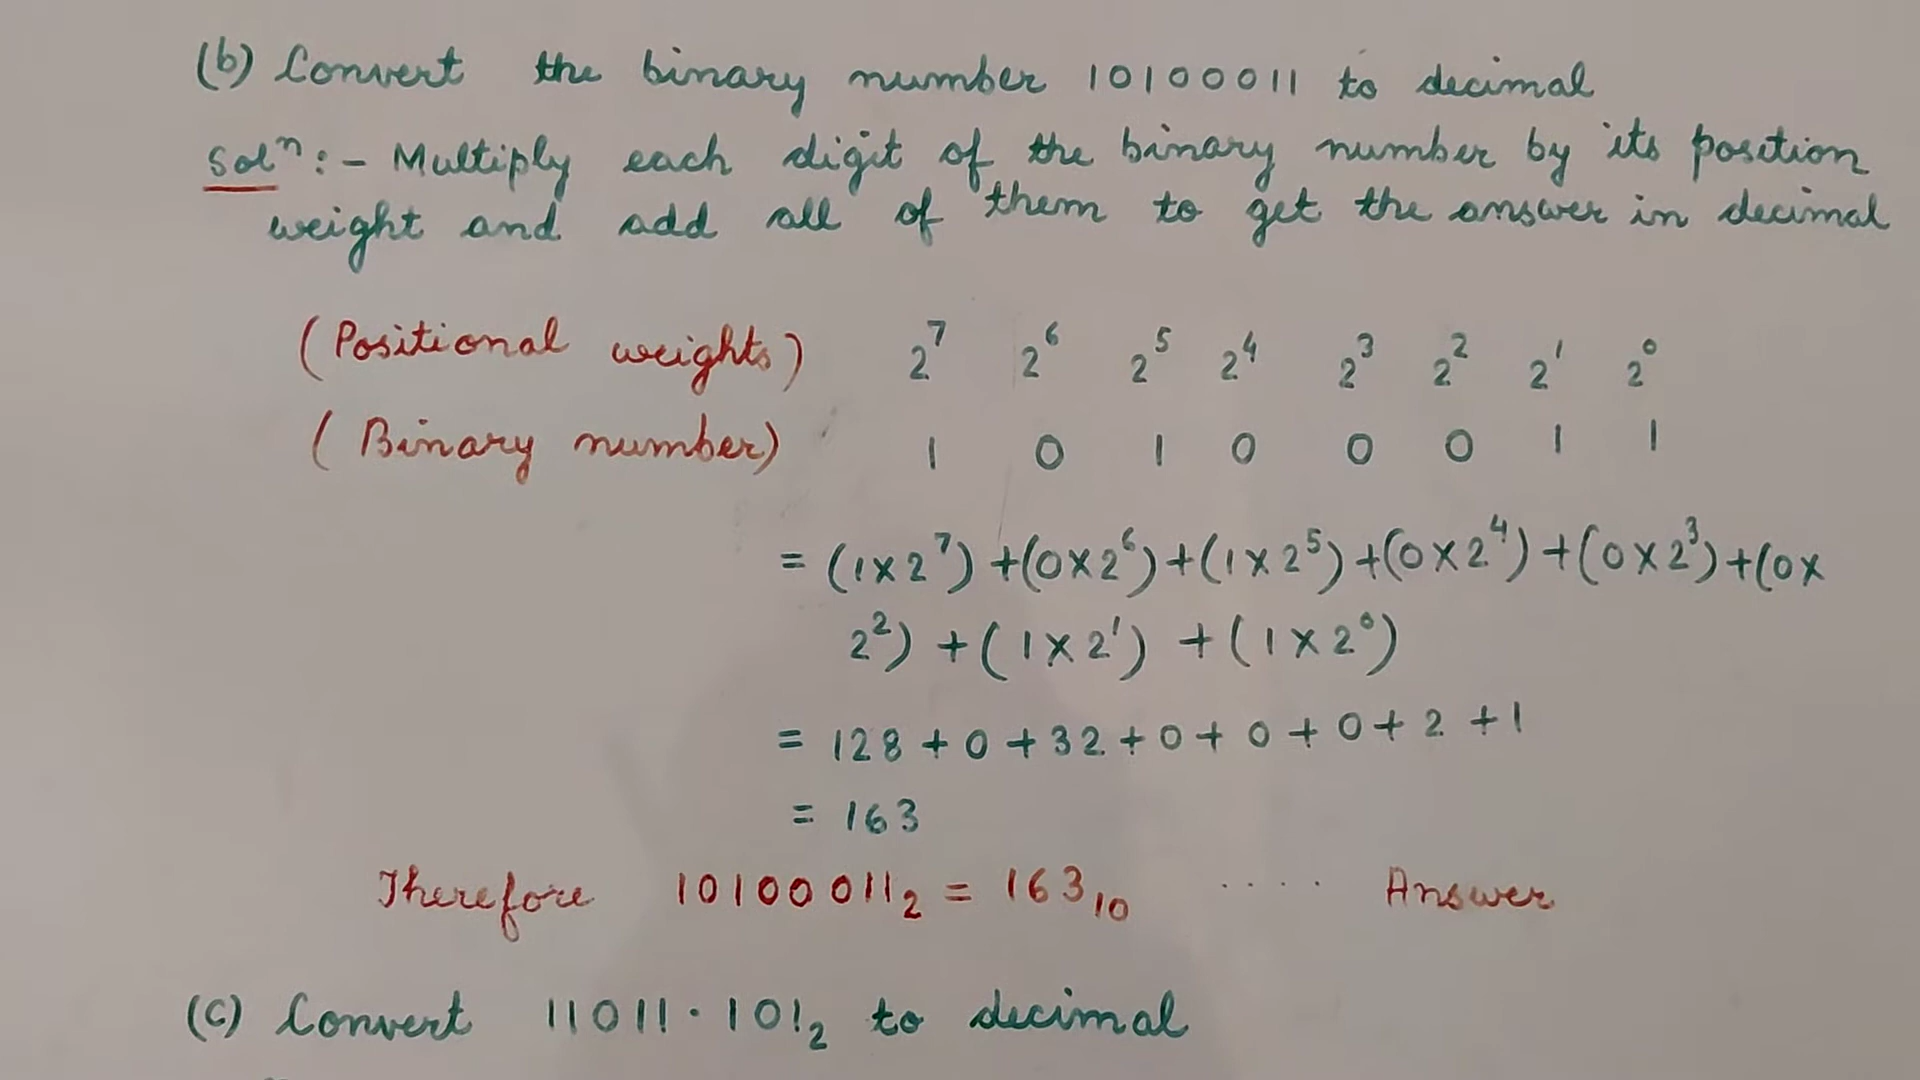 (b) Convert the binary number 10100011 to decimal
Solⁿ:- Multiply each digit of the binary number by its position
weight and add all of them to get the answer in decimal
(Positional weights) 2⁷ 2⁶ 2⁵ 2⁴ 2³ 2² 2¹ 2⁰
(Binary number) 1 0 1 0 0 0 1 1
= (1×2⁷) +(0×2⁶)+(1×2⁵)+(0×2⁴)+(0×2³)+(0×
2²) +(1×2¹) +(1×2⁰)
= 128+0+32+0+0+0+2+1
= 163
Therefore 10100011₂ = 163₁₀ .... Answer
(C) Convert 11011.101₂ to decimal